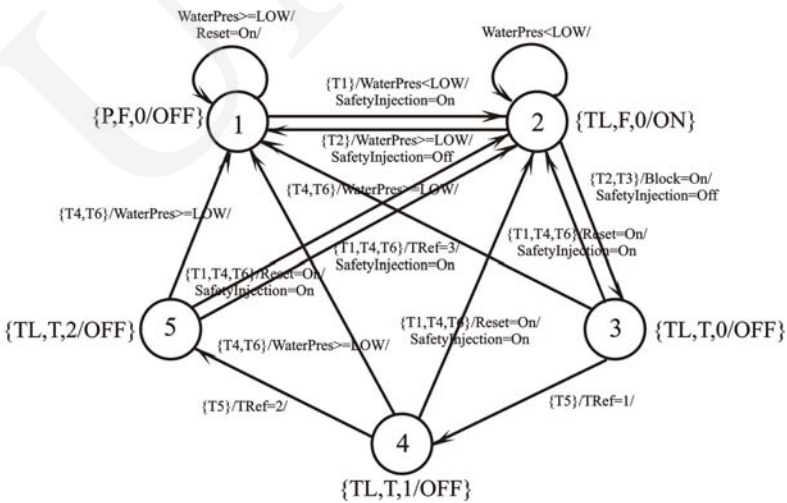 WaterPres>=LOW/
Reset=On/
WaterPres<LOW/
{T1}/WaterPres<LOW/
SafetyInjection=On
{P,F,0/OFF}
1
2
{TL,F,0/ON}
{T2}/WaterPres>=LOW/
SafetyInjection=Off
{T4,T6}/WaterPres>=LOW/
{T2,T3}/Block=On/
SafetyInjection=Off
{T4,T6}/WaterPres>=LOW/
{T1,T4,T6}/Reset=On/
SafetyInjection=On
{T1,T4,T6}/TRef=3/
SafetyInjection=On
{T1,T4,T6}/Reset=On/
SafetyInjection=On
{TL,T,2/OFF}
5
3
{TL,T,0/OFF}
{T1,T4,T6}/Reset=On/
SafetyInjection=On
{T4,T6}/WaterPres>=LOW/
{T5}/TRef=2/
{T5}/TRef=1/
4
{TL,T,1/OFF}